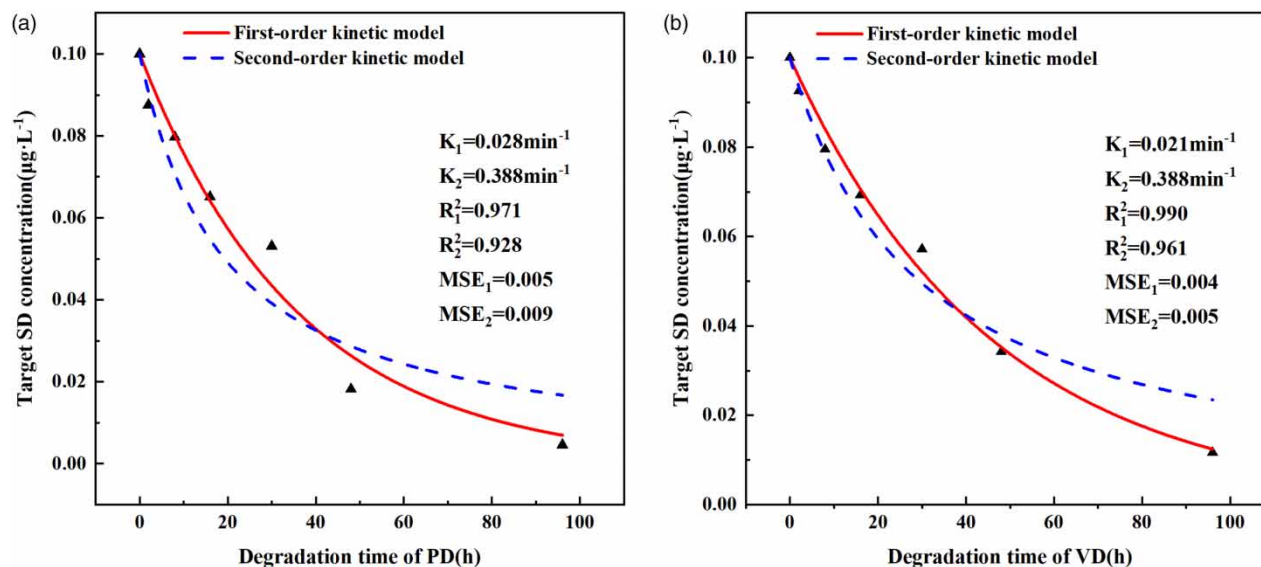 (a)
First-order kinetic model
Second-order kinetic model
K₁=0.028min⁻¹
K₂=0.388min⁻¹
R₁²=0.971
R₂²=0.928
MSE₁=0.005
MSE₂=0.009
Target SD concentration(µg·L⁻¹)
0.10
0.08
0.06
0.04
0.02
0.00
0 20 40 60 80 100
Degradation time of PD(h)
(b)
First-order kinetic model
Second-order kinetic model
K₁=0.021min⁻¹
K₂=0.388min⁻¹
R₁²=0.990
R₂²=0.961
MSE₁=0.004
MSE₂=0.005
Target SD concentration(µg·L⁻¹)
0.10
0.08
0.06
0.04
0.02
0.00
0 20 40 60 80 100
Degradation time of VD(h)